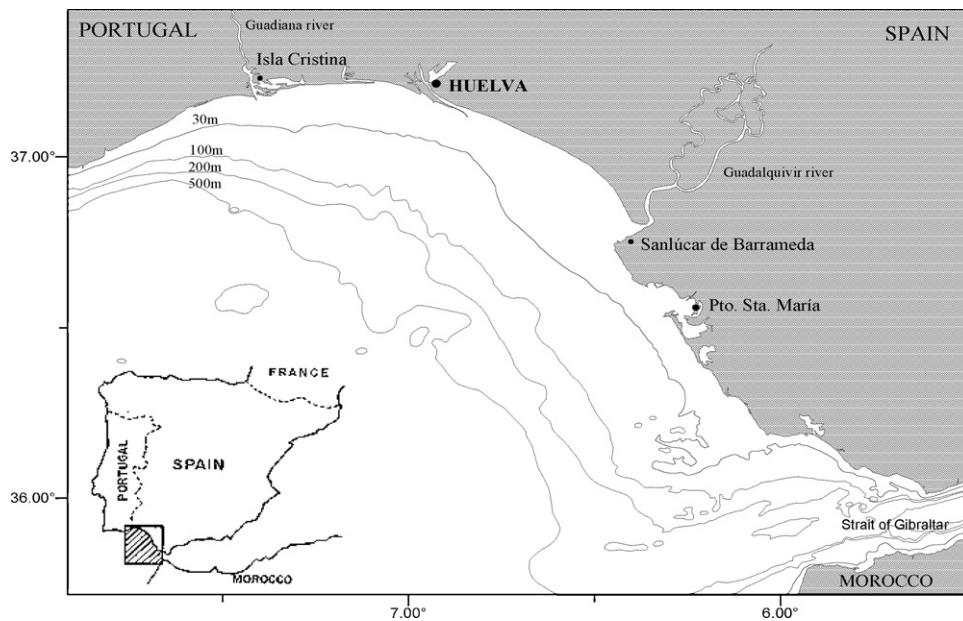 PORTUGAL
Guadiana river
SPAIN
Isla Cristina
HUELVA
30m
37.00°
100m
200m
500m
Guadalquivir river
Sanlúcar de Barrameda
Pto. Sta. María
FRANCE
PORTUGAL
SPAIN
36.00°
Strait of Gibraltar
MOROCCO
MOROCCO
7.00°
6.00°